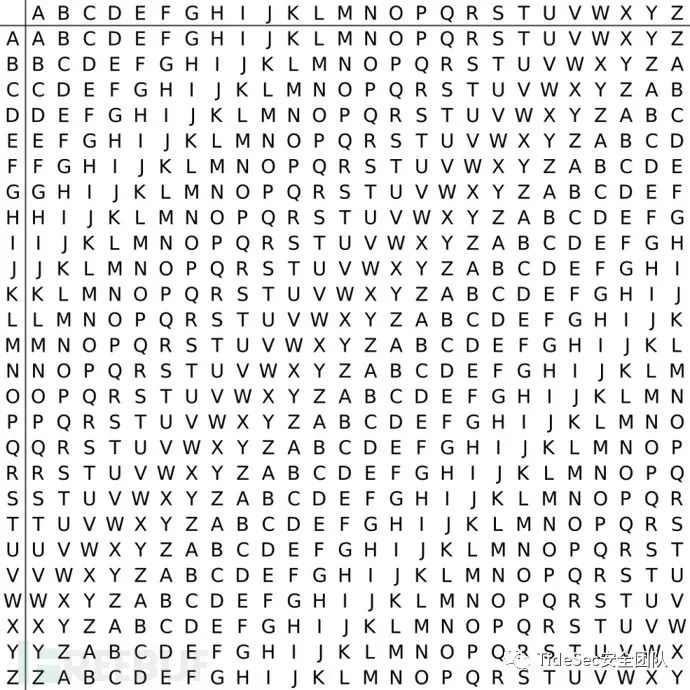 A B C D E F G H I J K L M N O P Q R S T U V W X Y Z
A A B C D E F G H I J K L M N O P Q R S T U V W X Y Z
B B C D E F G H I J K L M N O P Q R S T U V W X Y Z A
C C D E F G H I J K L M N O P Q R S T U V W X Y Z A B
D D E F G H I J K L M N O P Q R S T U V W X Y Z A B C
E E F G H I J K L M N O P Q R S T U V W X Y Z A B C D
F F G H I J K L M N O P Q R S T U V W X Y Z A B C D E
G G H I J K L M N O P Q R S T U V W X Y Z A B C D E F
H H I J K L M N O P Q R S T U V W X Y Z A B C D E F G
I I J K L M N O P Q R S T U V W X Y Z A B C D E F G H
J J K L M N O P Q R S T U V W X Y Z A B C D E F G H I
K K L M N O P Q R S T U V W X Y Z A B C D E F G H I J
L L M N O P Q R S T U V W X Y Z A B C D E F G H I J K
M M N O P Q R S T U V W X Y Z A B C D E F G H I J K L
N N O P Q R S T U V W X Y Z A B C D E F G H I J K L M
O O P Q R S T U V W X Y Z A B C D E F G H I J K L M N
P P Q R S T U V W X Y Z A B C D E F G H I J K L M N O
Q Q R S T U V W X Y Z A B C D E F G H I J K L M N O P
R R S T U V W X Y Z A B C D E F G H I J K L M N O P Q
S S T U V W X Y Z A B C D E F G H I J K L M N O P Q R
T T U V W X Y Z A B C D E F G H I J K L M N O P Q R S
U U V W X Y Z A B C D E F G H I J K L M N O P Q R S T
V V W X Y Z A B C D E F G H I J K L M N O P Q R S T U
W W X Y Z A B C D E F G H I J K L M N O P Q R S T U V
X X Y Z A B C D E F G H I J K L M N O P Q R S T U V W
Y Y Z A B C D E F G H I J K L M N O P Q R S T U V W X
Z Z A B C D E F G H I J K L M N O P Q R S T U V W X Y
FREEBUF
TideSec安全团队